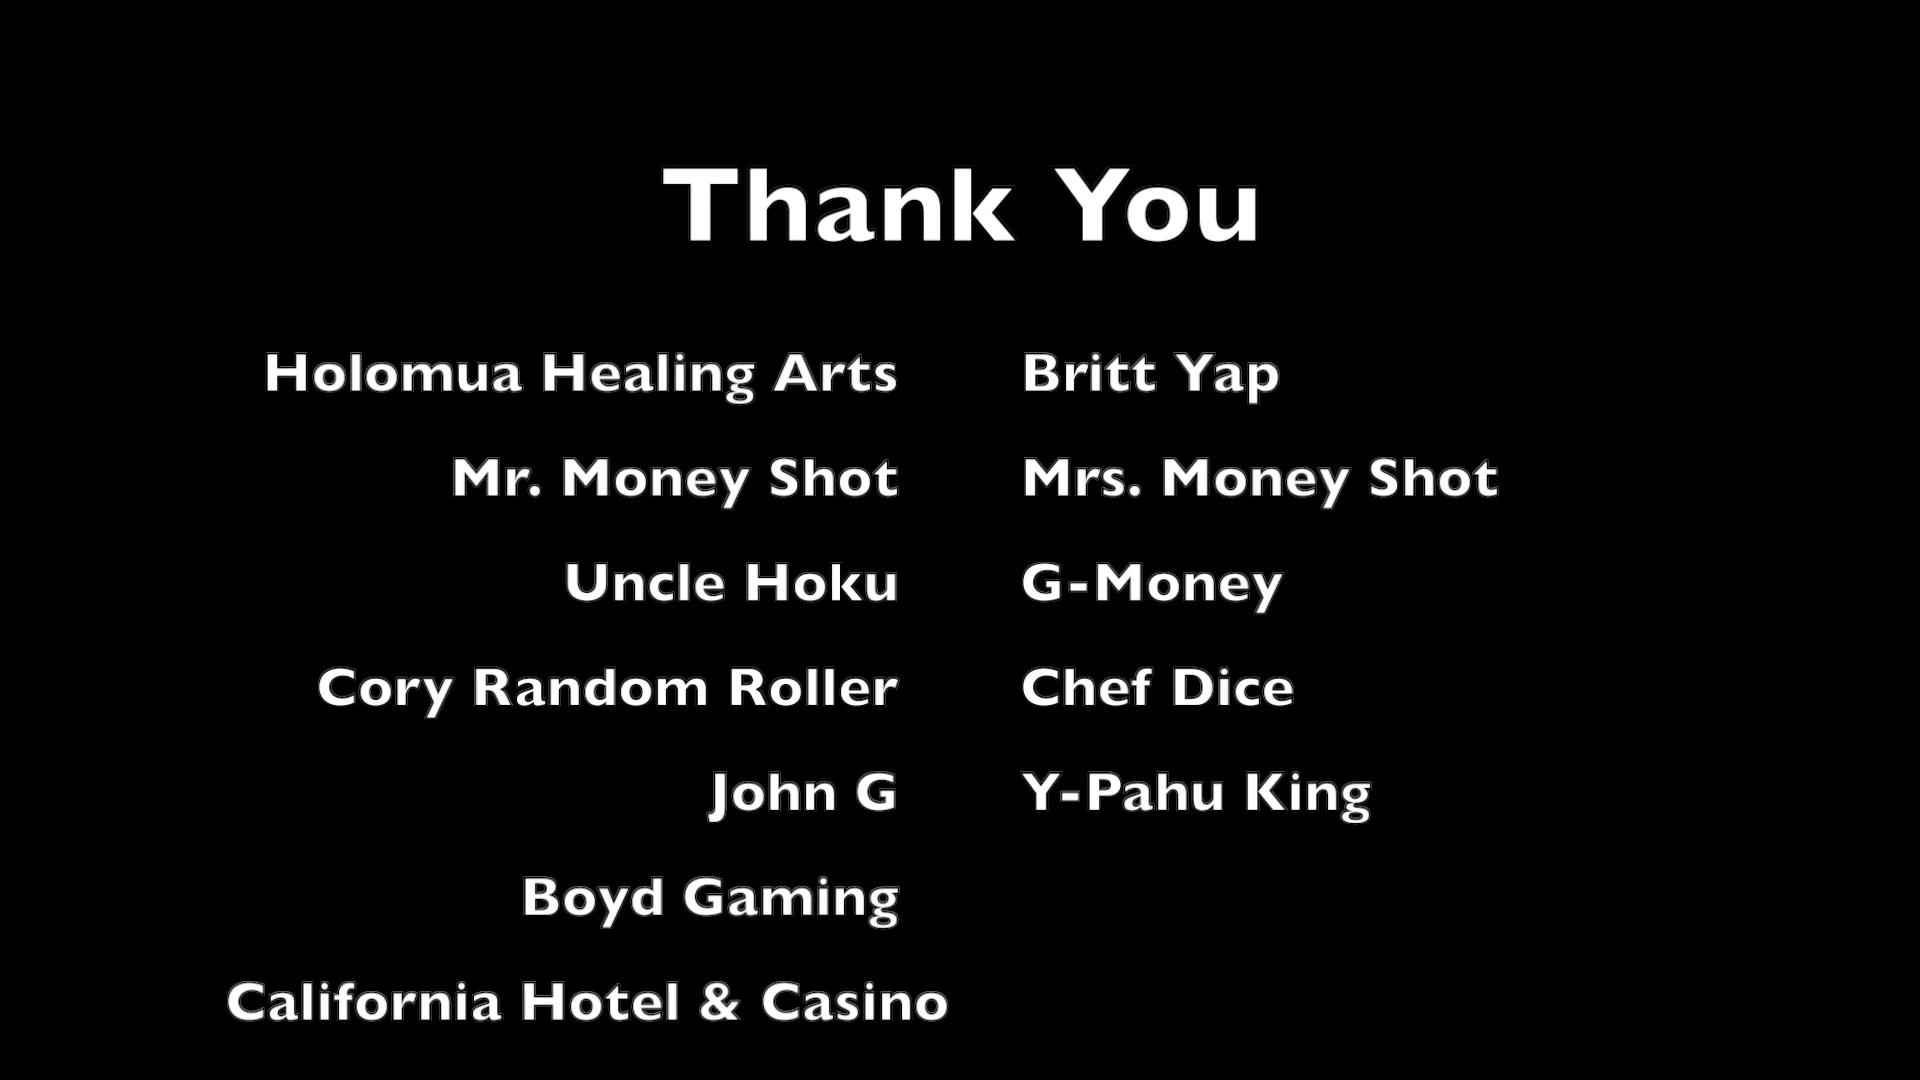 Thank You
Holomua Healing Arts Britt Yap
Mr. Money Shot Mrs. Money Shot
Uncle Hoku G-Money
Cory Random Roller Chef Dice
John G Y-Pahu King
Boyd Gaming
California Hotel & Casino